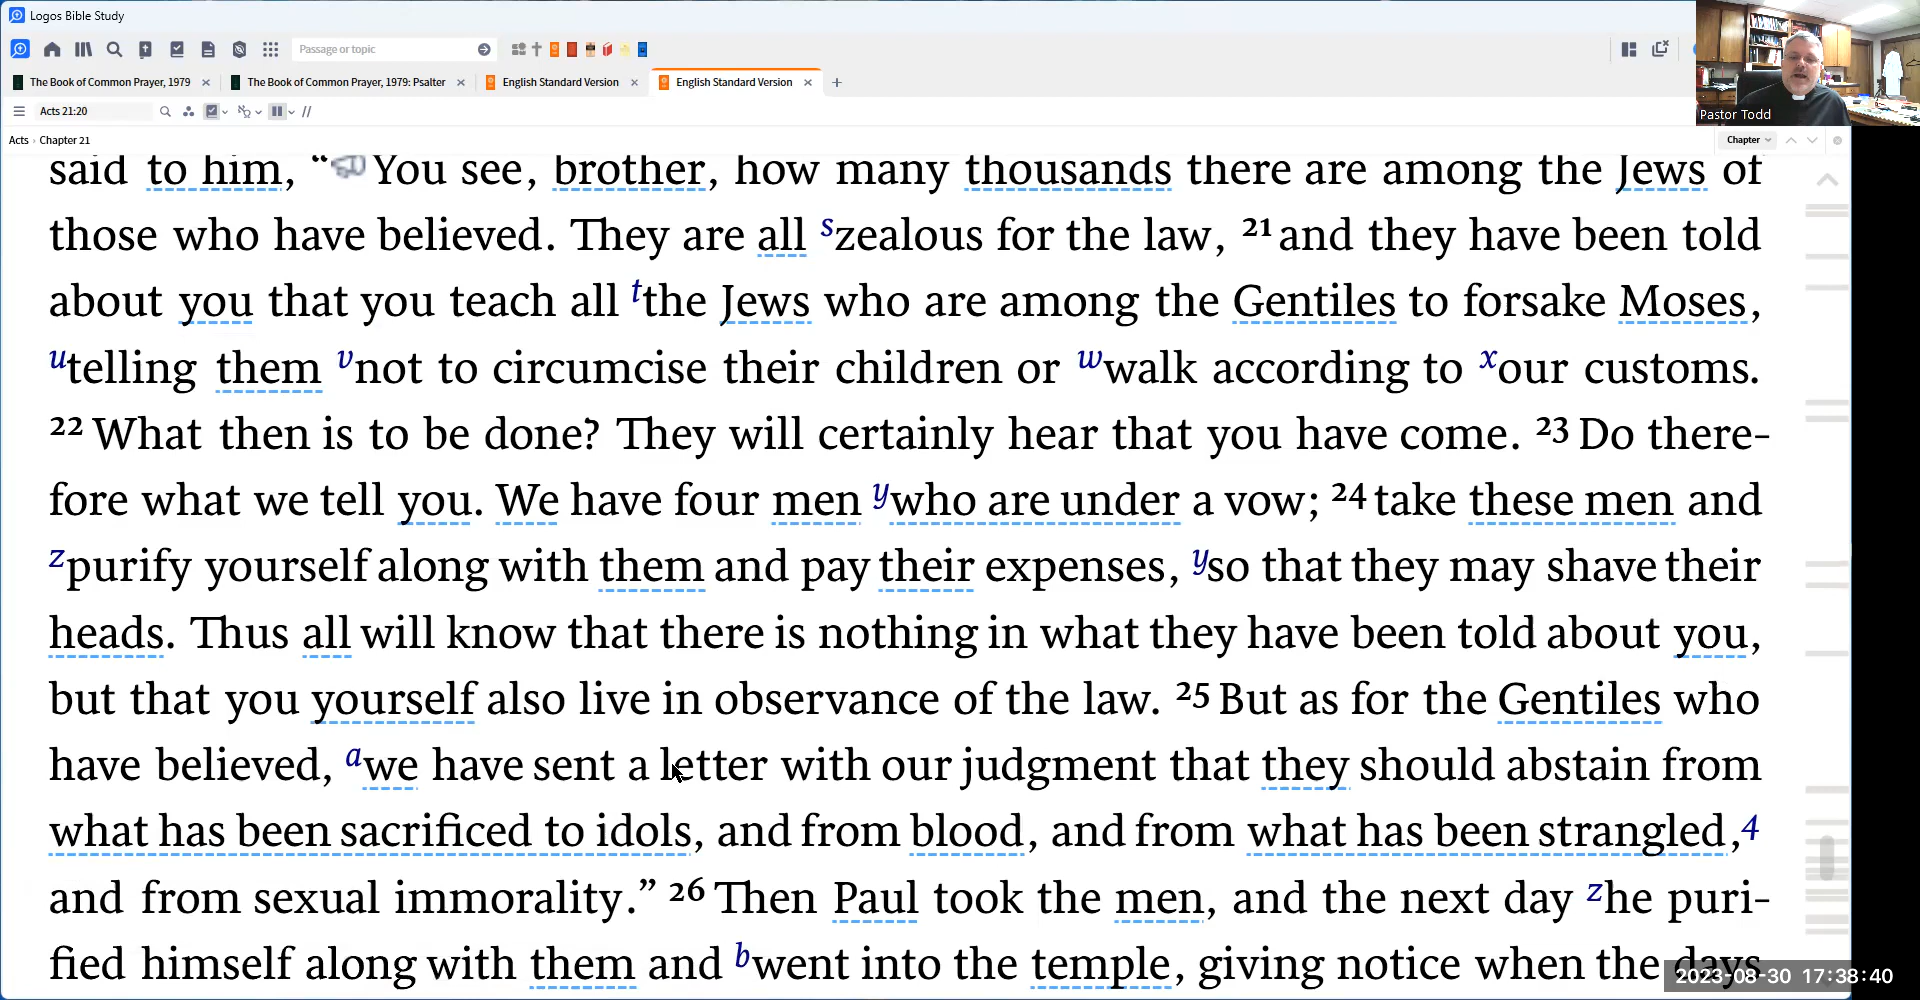 Logos Bible Study
Passage or topic
The Book of Common Prayer, 1979
The Book of Common Prayer, 1979: Psalter
English Standard Version
English Standard Version
Acts 21:20
Acts › Chapter 21
Chapter
Pastor Todd
said to him, “You see, brother, how many thousands there are among the Jews of
those who have believed. They are all szealous for the law, 21 and they have been told
about you that you teach all tthe Jews who are among the Gentiles to forsake Moses,
utelling them vnot to circumcise their children or wwalk according to xour customs.
22 What then is to be done? They will certainly hear that you have come. 23 Do there-
fore what we tell you. We have four men ywho are under a vow; 24 take these men and
zpurify yourself along with them and pay their expenses, yso that they may shave their
heads. Thus all will know that there is nothing in what they have been told about you,
but that you yourself also live in observance of the law. 25 But as for the Gentiles who
have believed, awe have sent a letter with our judgment that they should abstain from
what has been sacrificed to idols, and from blood, and from what has been strangled,4
and from sexual immorality.” 26 Then Paul took the men, and the next day zhe puri-
fied himself along with them and bwent into the temple, giving notice when the days
2023-08-30 17:38:40